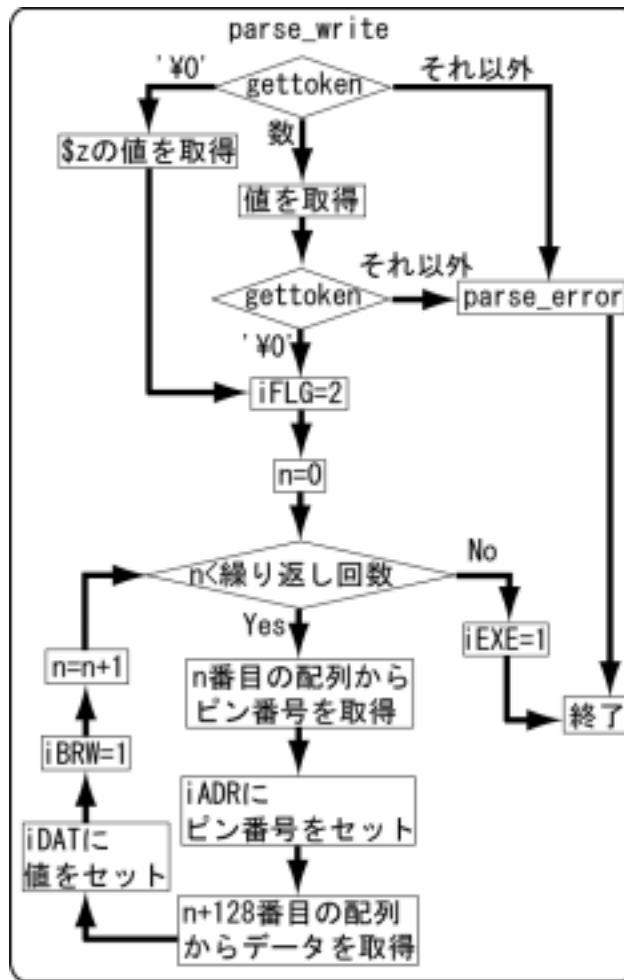 parse_write
'¥0'
gettoken
それ以外
$zの値を取得
数
値を取得
それ以外
gettoken
parse_error
'¥0'
iFLG=2
n=0
n<繰り返し回数
No
Yes
iEXE=1
n=n+1
n番目の配列から
ピン番号を取得
終了
iBRW=1
iADRに
ピン番号をセット
iDATに
値をセット
n+128番目の配列
からデータを取得